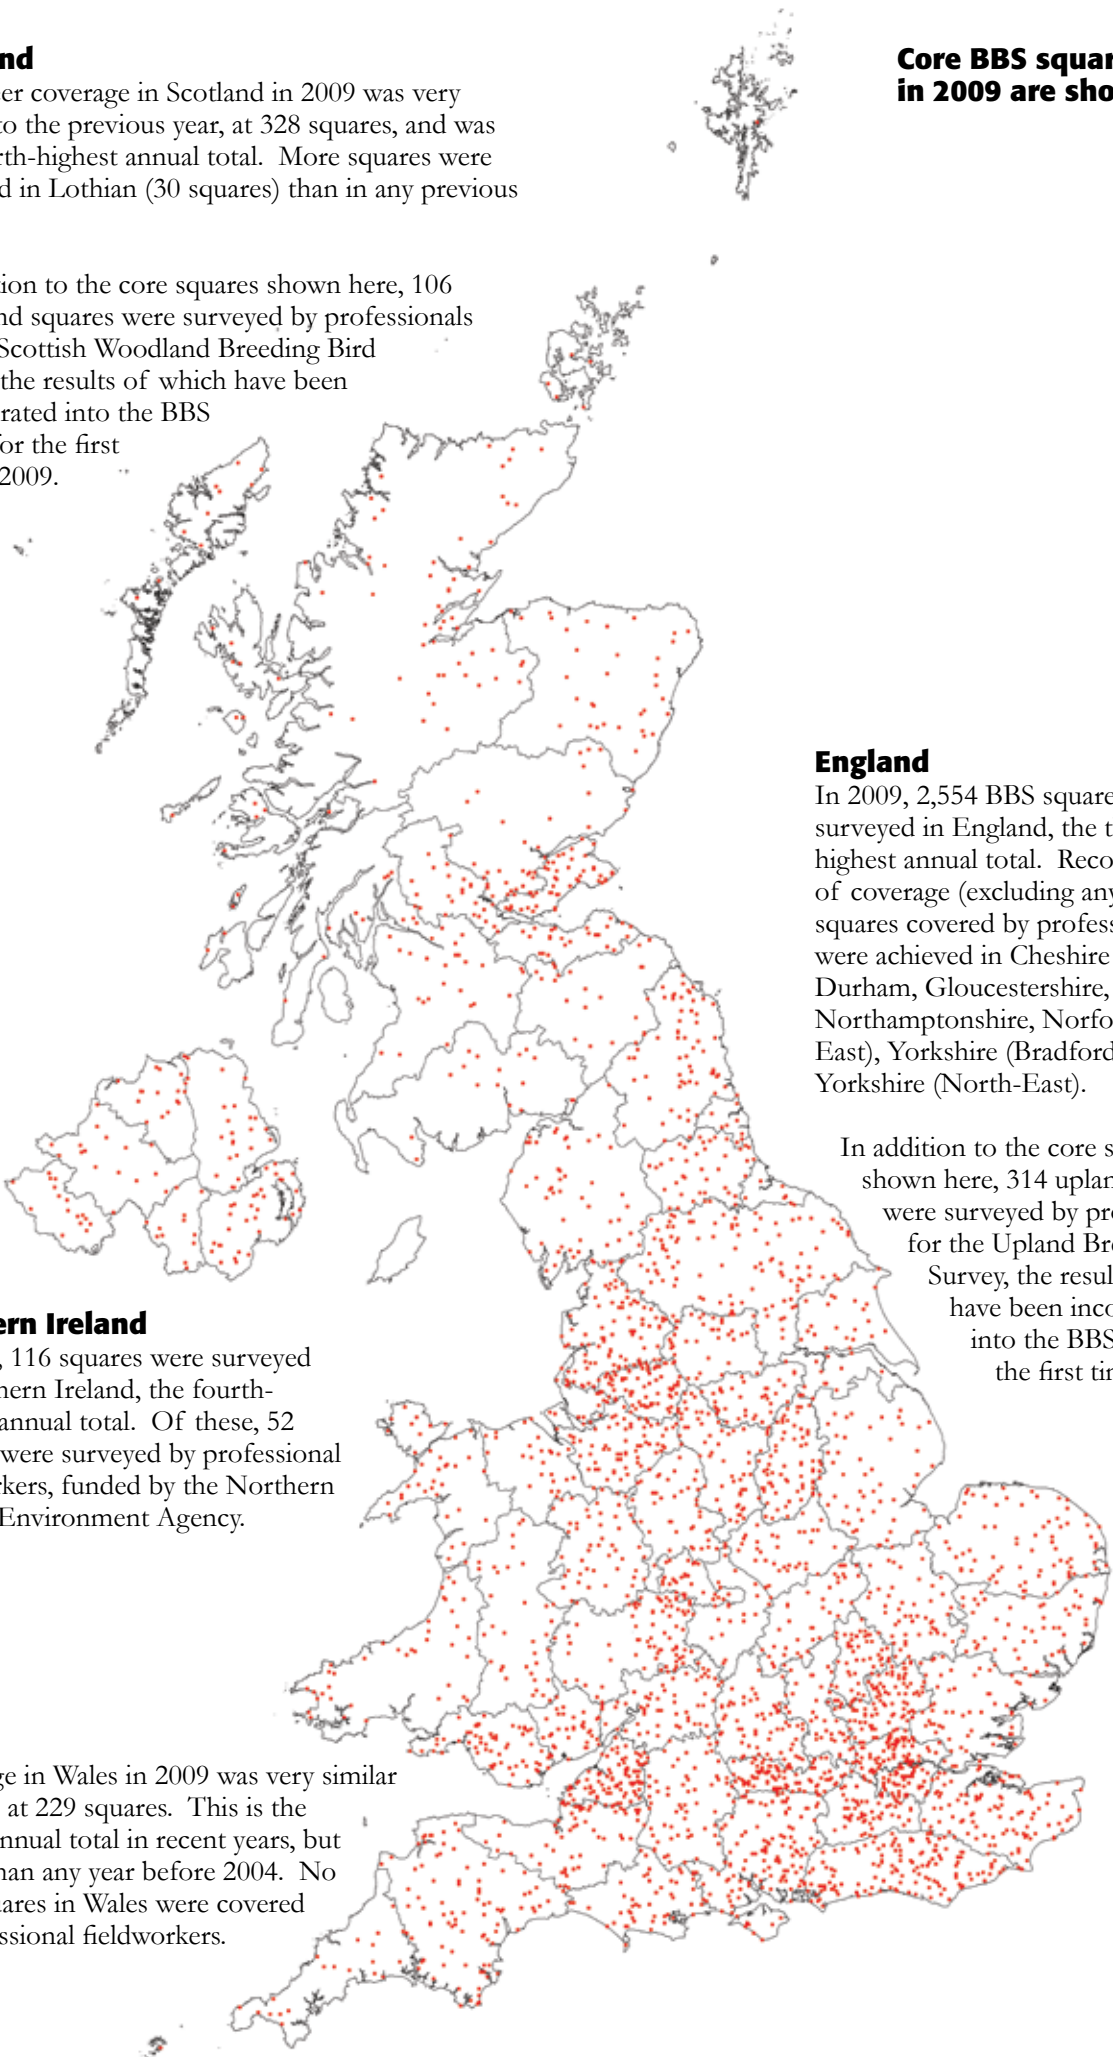 nd
er coverage in Scotland in 2009 was very
to the previous year, at 328 squares, and was
rth-highest annual total. More squares were
d in Lothian (30 squares) than in any previous
tion to the core squares shown here, 106
nd squares were surveyed by professionals
Scottish Woodland Breeding Bird
the results of which have been
rated into the BBS
for the first
2009.
Core BBS squar
in 2009 are sho
England
In 2009, 2,554 BBS square
surveyed in England, the t
highest annual total. Reco
of coverage (excluding any
squares covered by profess
were achieved in Cheshire
Durham, Gloucestershire,
Northamptonshire, Norfo
East), Yorkshire (Bradford
Yorkshire (North-East).
In addition to the core s
shown here, 314 uplan
were surveyed by pro
for the Upland Bre
Survey, the resul
have been inco
into the BBS
the first tin
ern Ireland
, 116 squares were surveyed
hern Ireland, the fourth-
annual total. Of these, 52
were surveyed by professional
rkers, funded by the Northern
Environment Agency.
ge in Wales in 2009 was very similar
at 229 squares. This is the
nnual total in recent years, but
han any year before 2004. No
uares in Wales were covered
ssional fieldworkers.